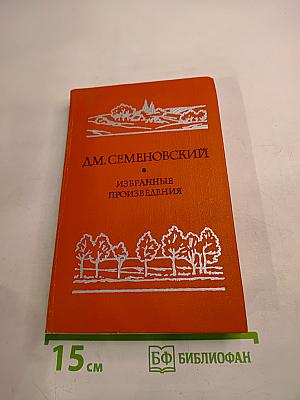 Д.М. СЕМЕНОВСКИЙ
ИЗБРАННЫЕ
ПРОИЗВЕДЕНИЯ
15 см
БФ БИБЛИОФАН